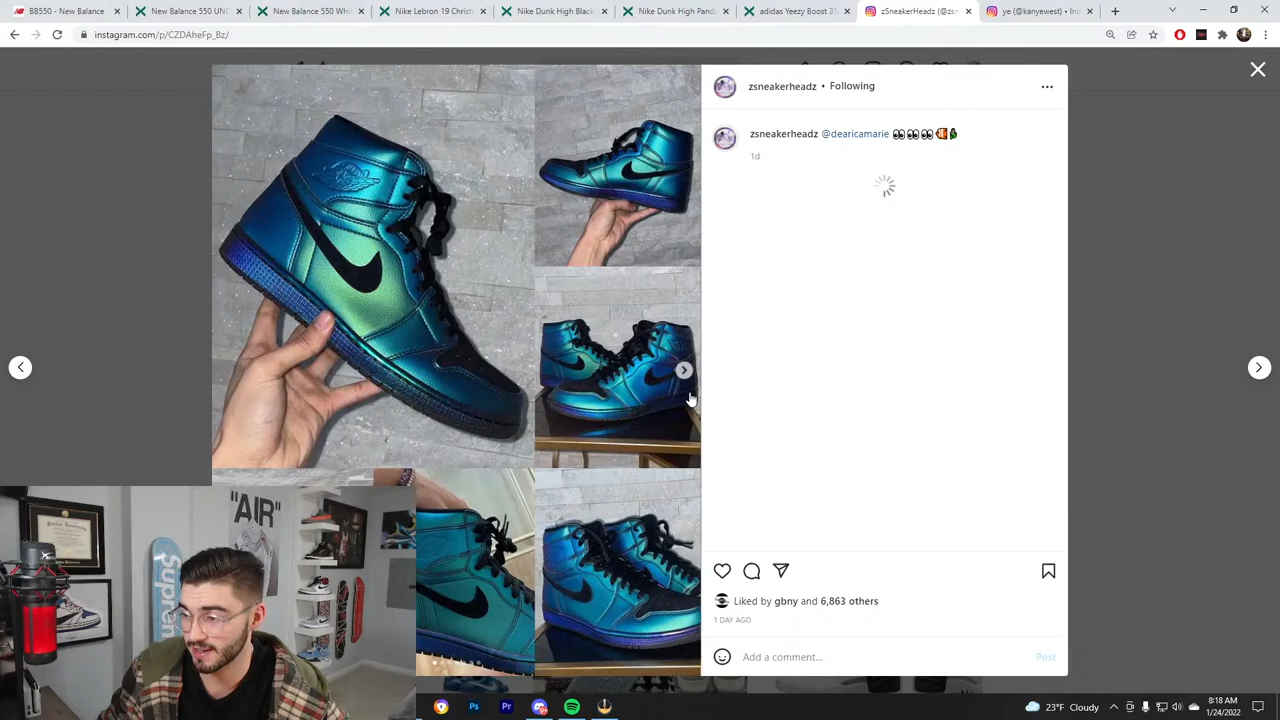 BB550 - New Balance
New Balance 550 UNC
New Balance 550 Whi
Nike Lebron 19 Christ
Nike Dunk High Black
Nike Dunk High Panda
adidas Yeezy Boost 35
zSneakerHeadz (@zsn
ye (@kanyewest) • Ins
instagram.com/p/CZDAheFp_Bz/
zsneakerheadz • Following
zsneakerheadz @dearicamarie
1d
"AIR"
Supreme
Liked by gbny and 6,863 others
1 DAY AGO
Add a comment...
Post
23°F Cloudy
8:18 AM
1/24/2022